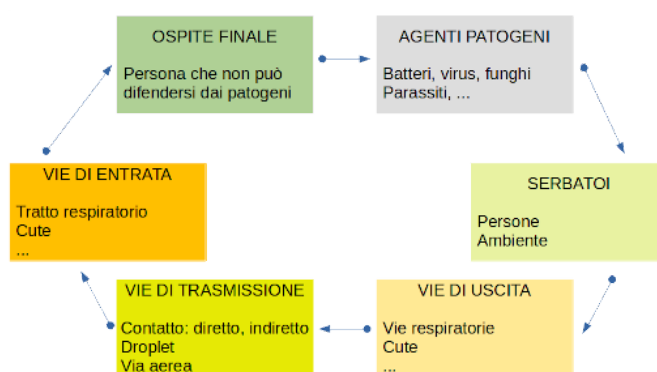 OSPITE FINALE
Persona che non può
difendersi dai patogeni
AGENTI PATOGENI
Batteri, virus, funghi
Parassiti, ...
SERBATOI
Persone
Ambiente
VIE DI USCITA
Vie respiratorie
Cute
...
VIE DI TRASMISSIONE
Contatto: diretto, indiretto
Droplet
Via aerea
VIE DI ENTRATA
Tratto respiratorio
Cute
...